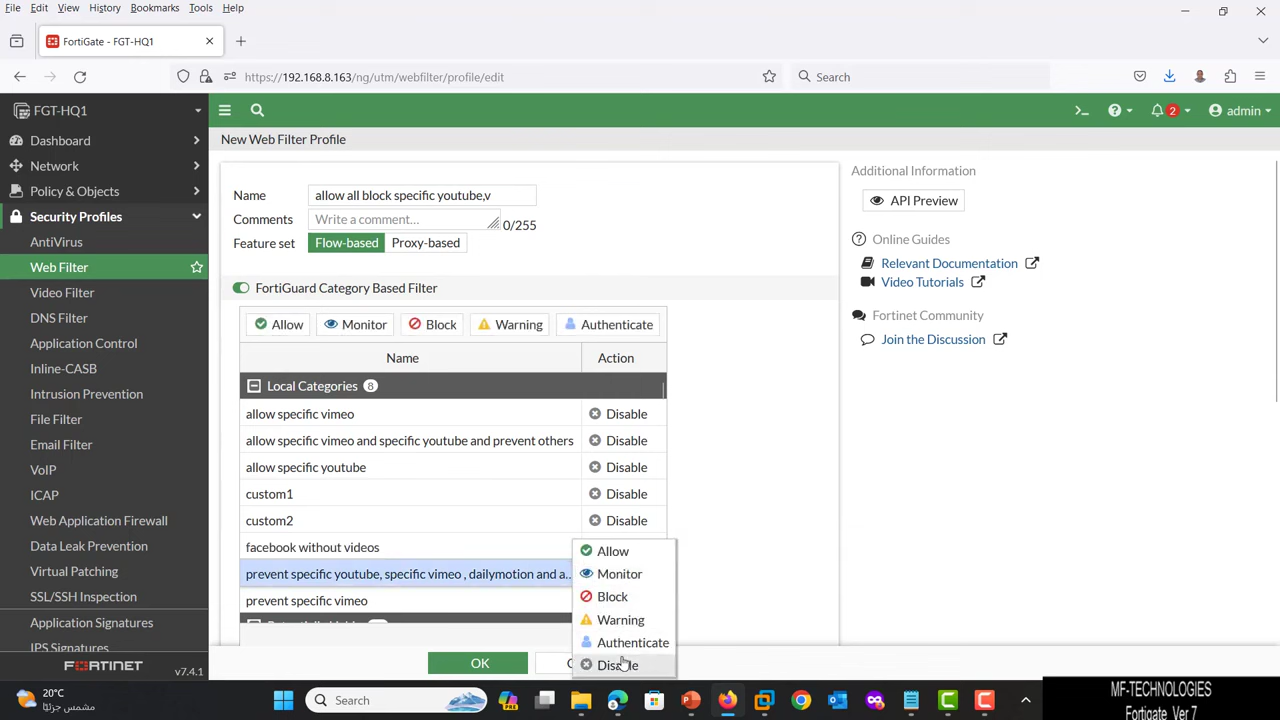 File Edit View History Bookmarks Tools Help
FortiGate - FGT-HQ1
https://192.168.8.163/ng/utm/webfilter/profile/edit
Search
FGT-HQ1
admin
2
Dashboard
Network
Policy & Objects
Security Profiles
AntiVirus
Web Filter
Video Filter
DNS Filter
Application Control
Inline-CASB
Intrusion Prevention
File Filter
Email Filter
VoIP
ICAP
Web Application Firewall
Data Leak Prevention
Virtual Patching
SSL/SSH Inspection
Application Signatures
IPS Signatures
FORTINET v7.4.1
New Web Filter Profile
Name allow all block specific youtube,v
Comments Write a comment... 0/255
Feature set Flow-based Proxy-based
FortiGuard Category Based Filter
Allow Monitor Block Warning Authenticate
Name Action
Local Categories 8
allow specific vimeo Disable
allow specific vimeo and specific youtube and prevent others Disable
allow specific youtube Disable
custom1 Disable
custom2 Disable
facebook without videos
prevent specific youtube, specific vimeo , dailymotion and a...
prevent specific vimeo
Allow
Monitor
Block
Warning
Authenticate
Disable
OK
Additional Information
API Preview
Online Guides
Relevant Documentation
Video Tutorials
Fortinet Community
Join the Discussion
20°C
مشمس جزئيًا
Search
MF-TECHNOLOGIES
Fortigate Ver 7